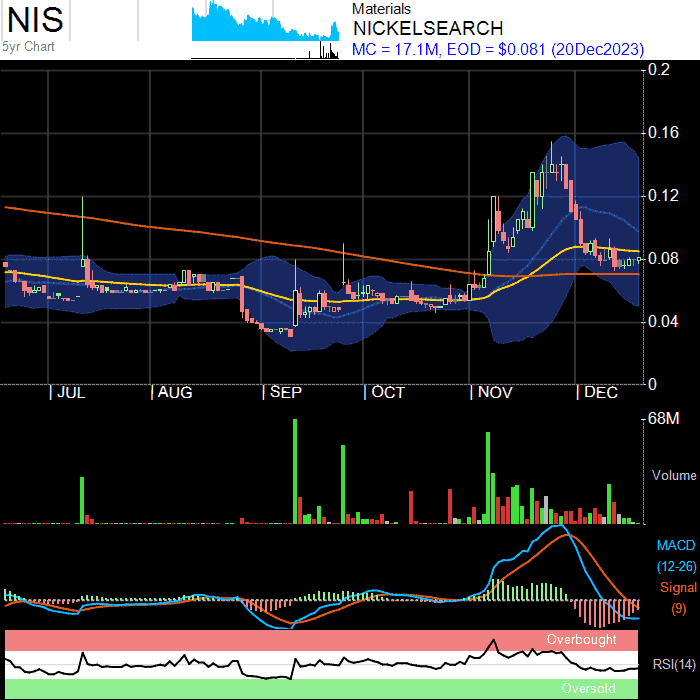 NIS
5yr Chart
Materials
NICKELSEARCH
MC = 17.1M, EOD = $0.081 (20Dec2023)
0.2
0.16
0.12
0.08
0.04
0
| JUL | AUG | SEP | OCT | NOV | DEC
68M
Volume
MACD
(12-26)
Signal
(9)
Overbought
RSI(14)
Oversold